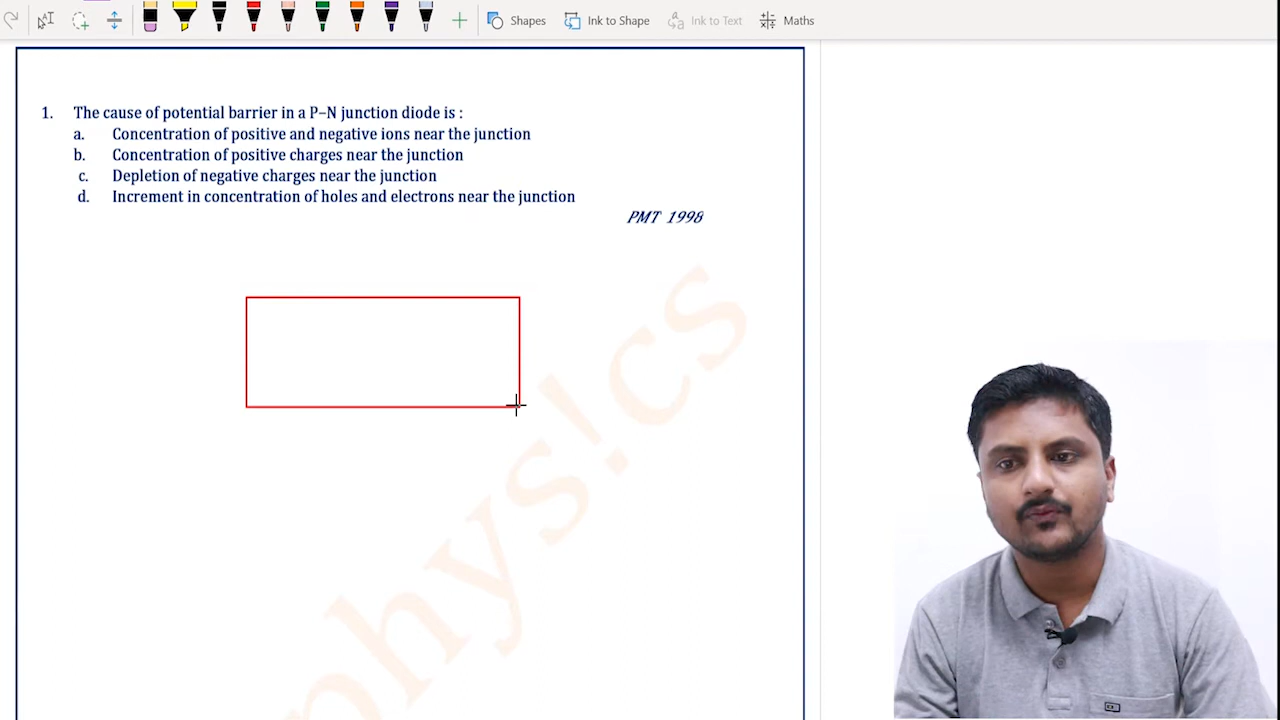 Shapes Ink to Shape Ink to Text Maths
1. The cause of potential barrier in a P–N junction diode is :
a. Concentration of positive and negative ions near the junction
b. Concentration of positive charges near the junction
c. Depletion of negative charges near the junction
d. Increment in concentration of holes and electrons near the junction
PMT 1998
phys!cs